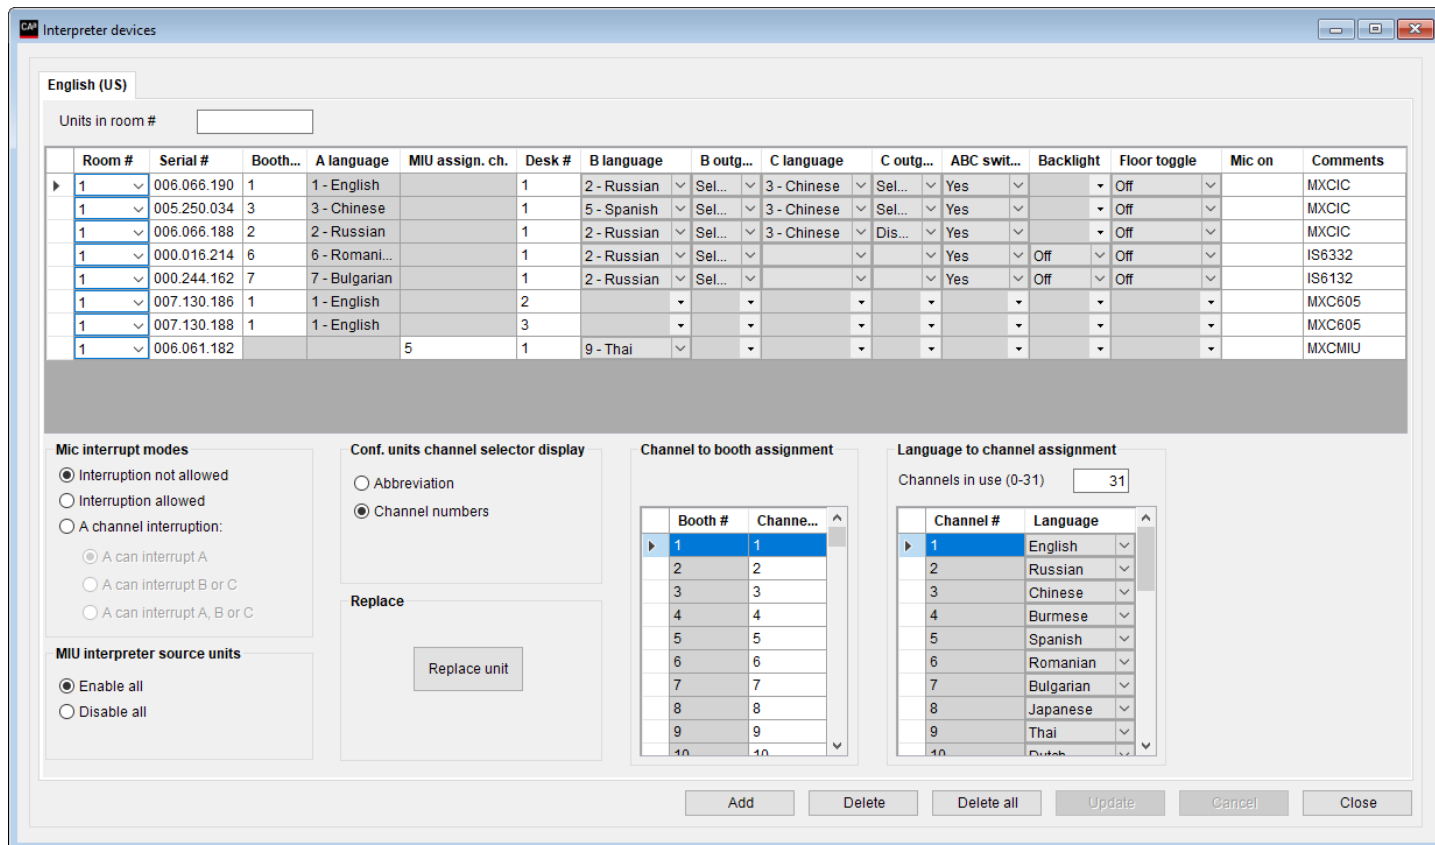 CAA Interpreter devices
English (US)
Units in room #
Room # Serial # Booth... A language MIU assign. ch. Desk # B language B outg... C language C outg... ABC swit... Backlight Floor toggle Mic on Comments
1 006.066.190 1 1 - English 1 2 - Russian Sel... 3 - Chinese Sel... Yes Off MXCIC
1 005.250.034 3 3 - Chinese 1 5 - Spanish Sel... 3 - Chinese Sel... Yes Off MXCIC
1 006.066.188 2 2 - Russian 1 2 - Russian Sel... 3 - Chinese Dis... Yes Off MXCIC
1 000.016.214 6 6 - Romani... 1 2 - Russian Sel... Yes Off Off IS6332
1 000.244.162 7 7 - Bulgarian 1 2 - Russian Sel... Yes Off Off IS6132
1 007.130.186 1 1 - English 2 MXC605
1 007.130.188 1 1 - English 3 MXC605
1 006.061.182 5 1 9 - Thai MXCMIU
Mic interrupt modes
Interruption not allowed
Interruption allowed
A channel interruption:
A can interrupt A
A can interrupt B or C
A can interrupt A, B or C
MIU interpreter source units
Enable all
Disable all
Conf. units channel selector display
Abbreviation
Channel numbers
Replace
Replace unit
Channel to booth assignment
Booth # Channe...
1 1
2 2
3 3
4 4
5 5
6 6
7 7
8 8
9 9
10 10
Language to channel assignment
Channels in use (0-31) 31
Channel # Language
1 English
2 Russian
3 Chinese
4 Burmese
5 Spanish
6 Romanian
7 Bulgarian
8 Japanese
9 Thai
10 Dutch
Add Delete Delete all Update Cancel Close